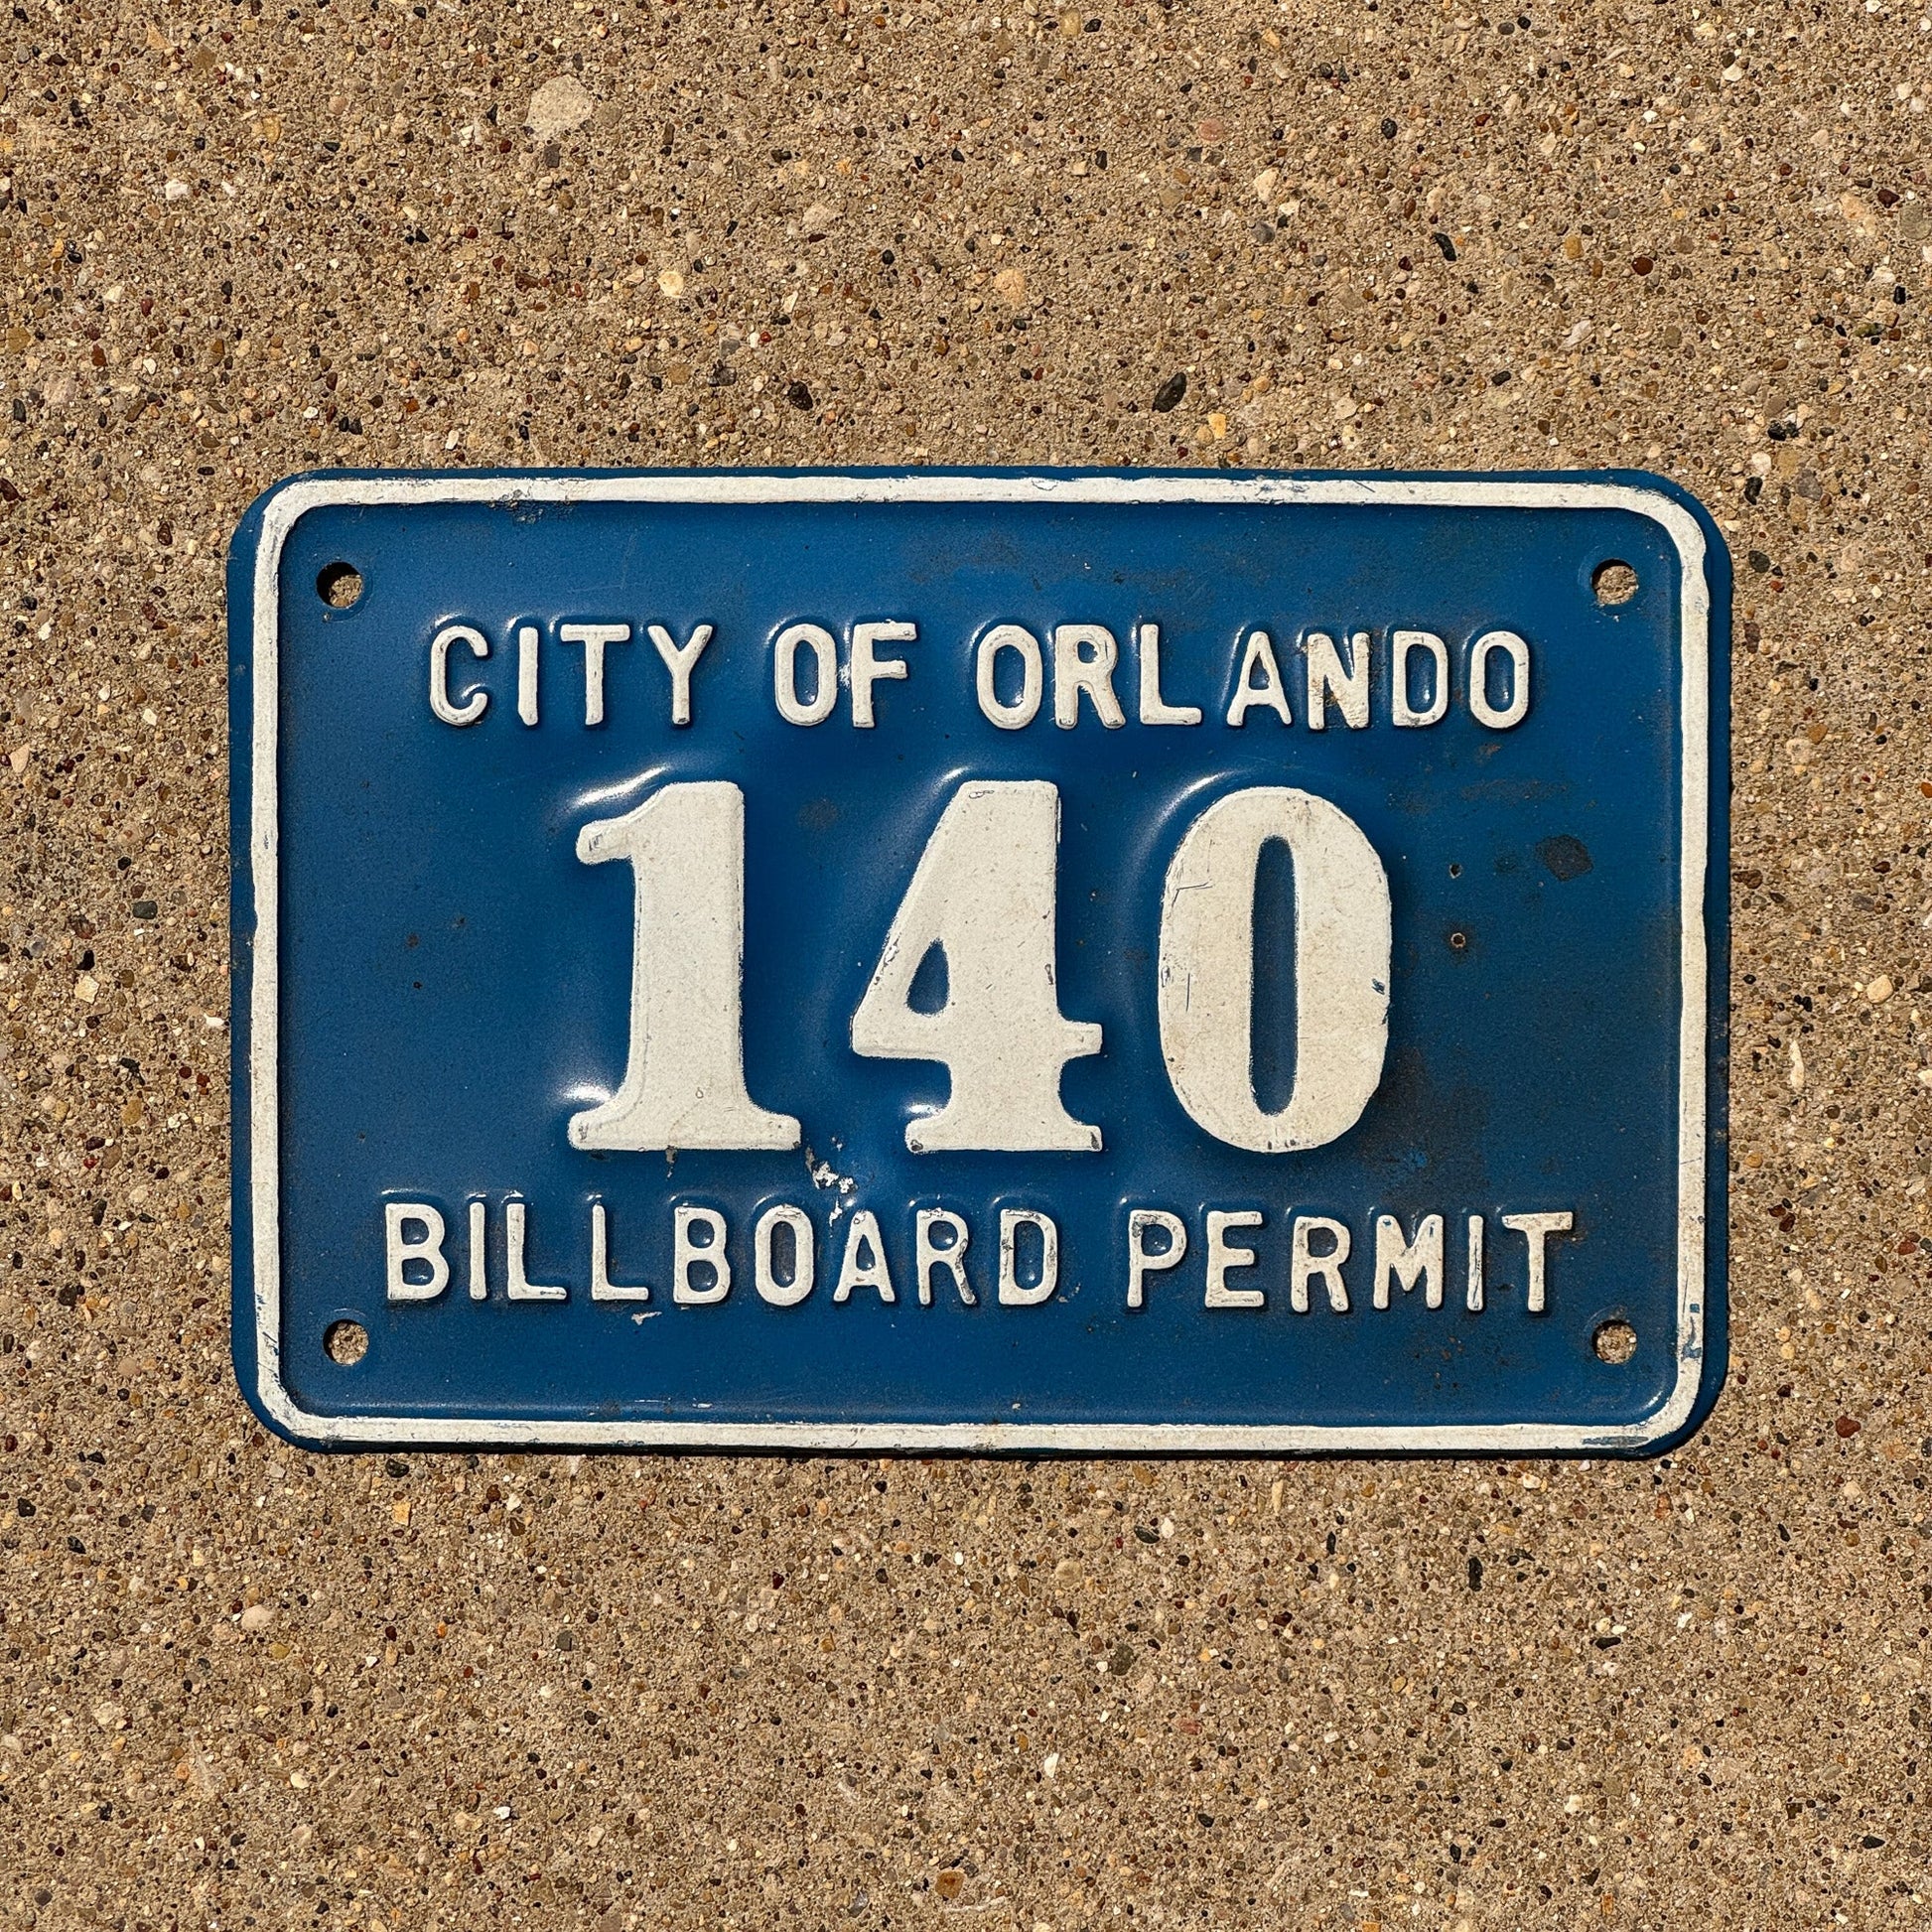 CITY OF ORLANDO
140
BILLBOARD PERMIT